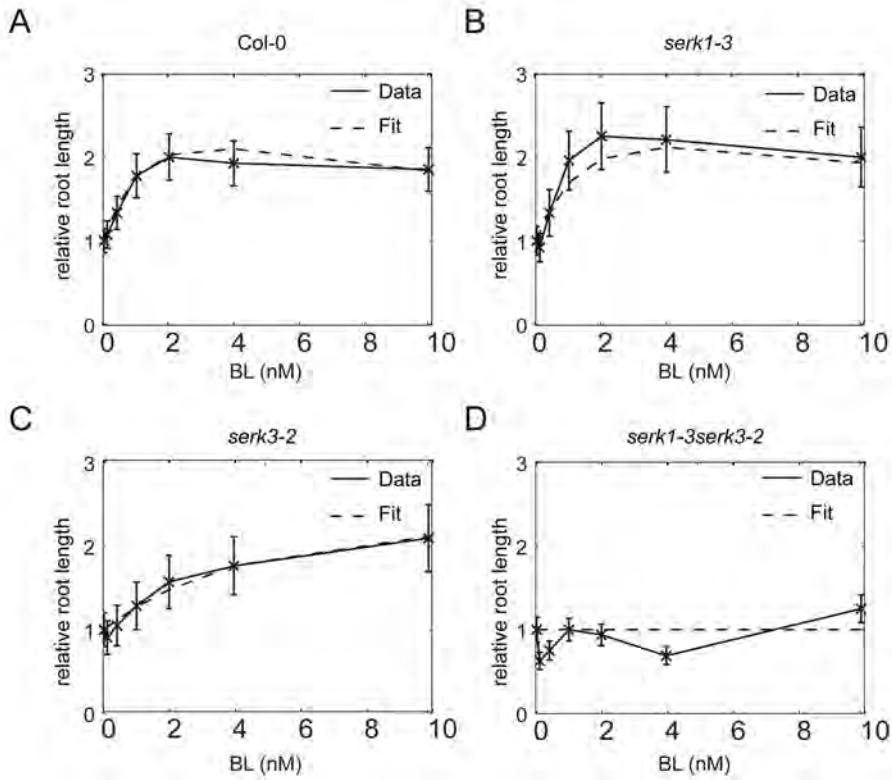 A
Col-0
3
2
1
0
relative root length
Data
Fit
0 2 4 6 8 10
BL (nM)
B
serk1-3
3
2
1
0
relative root length
Data
Fit
0 2 4 6 8 10
BL (nM)
C
serk3-2
3
2
1
0
relative root length
Data
Fit
0 2 4 6 8 10
BL (nM)
D
serk1-3serk3-2
3
2
1
0
relative root length
Data
Fit
0 2 4 6 8 10
BL (nM)